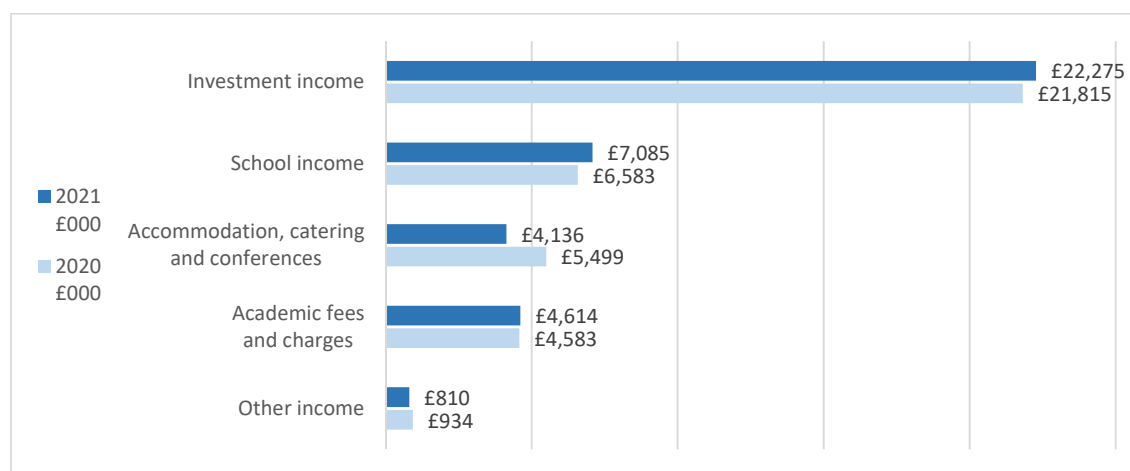 Investment income
£22,275
£21,815
School income
£7,085
£6,583
2021
£000
2020
£000
Accommodation, catering
and conferences
£4,136
£5,499
Academic fees
and charges
£4,614
£4,583
Other income
£810
£934